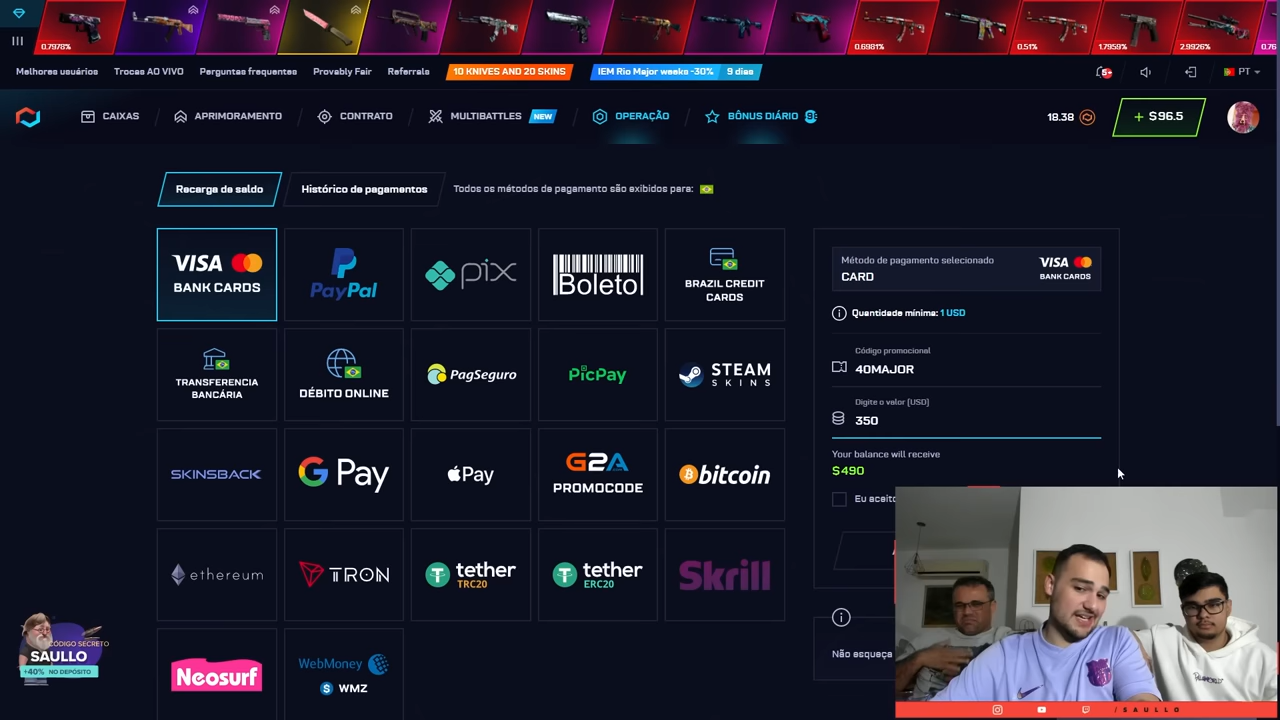 0.7978%
0.6981%
0.51%
1.7959%
2.9926%
0.76
Melhores usuários
Trocas AO VIVO
Perguntas frequentes
Provably Fair
Referrals
10 KNIVES AND 20 SKINS
IEM Rio Major weeks -30%
9 dias
5+
PT
CAIXAS
APRIMORAMENTO
CONTRATO
MULTIBATTLES
NEW
OPERAÇÃO
BÔNUS DIÁRIO
18.38
+ $96.5
Recarga de saldo
Histórico de pagamentos
Todos os métodos de pagamento são exibidos para:
VISA
BANK CARDS
PayPal
pix
Boleto
BRAZIL CREDIT
CARDS
TRANSFERENCIA
BANCÁRIA
DÉBITO ONLINE
PagSeguro
PicPay
STEAM
SKINS
SKINSBACK
G Pay
Pay
G2A
PROMOCODE
bitcoin
ethereum
TRON
tether
TRC20
tether
ERC20
Skrill
Neosurf
WebMoney
WMZ
Método de pagamento selecionado
CARD
VISA
BANK CARDS
Quantidade mínima: 1 USD
Código promocional
40MAJOR
Digite o valor (USD)
350
Your balance will receive
$490
Eu aceito
Não esqueça
CÓDIGO SECRETO
SAULLO
+40% NO DEPÓSITO
/SAULLO